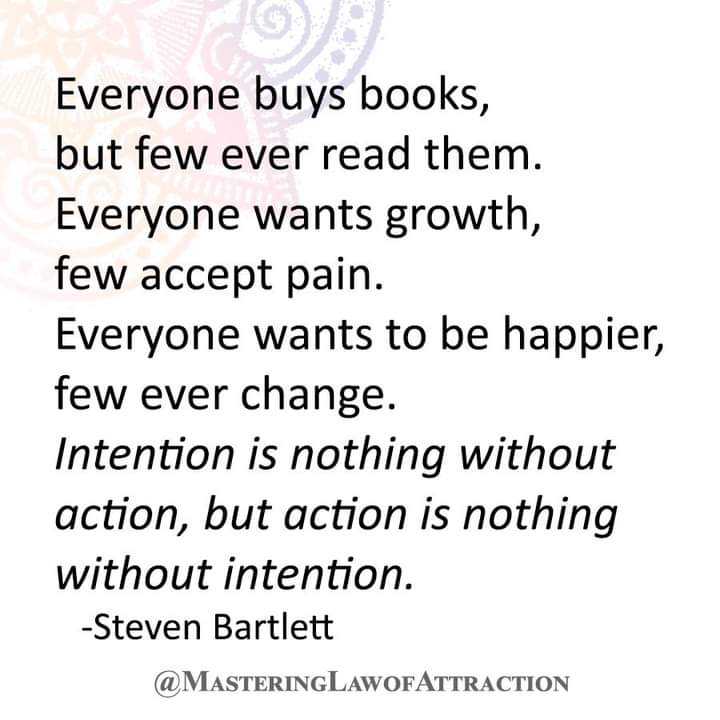 Everyone buys books,
but few ever read them.
Everyone wants growth,
few accept pain.
Everyone wants to be happier,
few ever change.
Intention is nothing without
action, but action is nothing
without intention.
-Steven Bartlett
@MasteringLawofAttraction